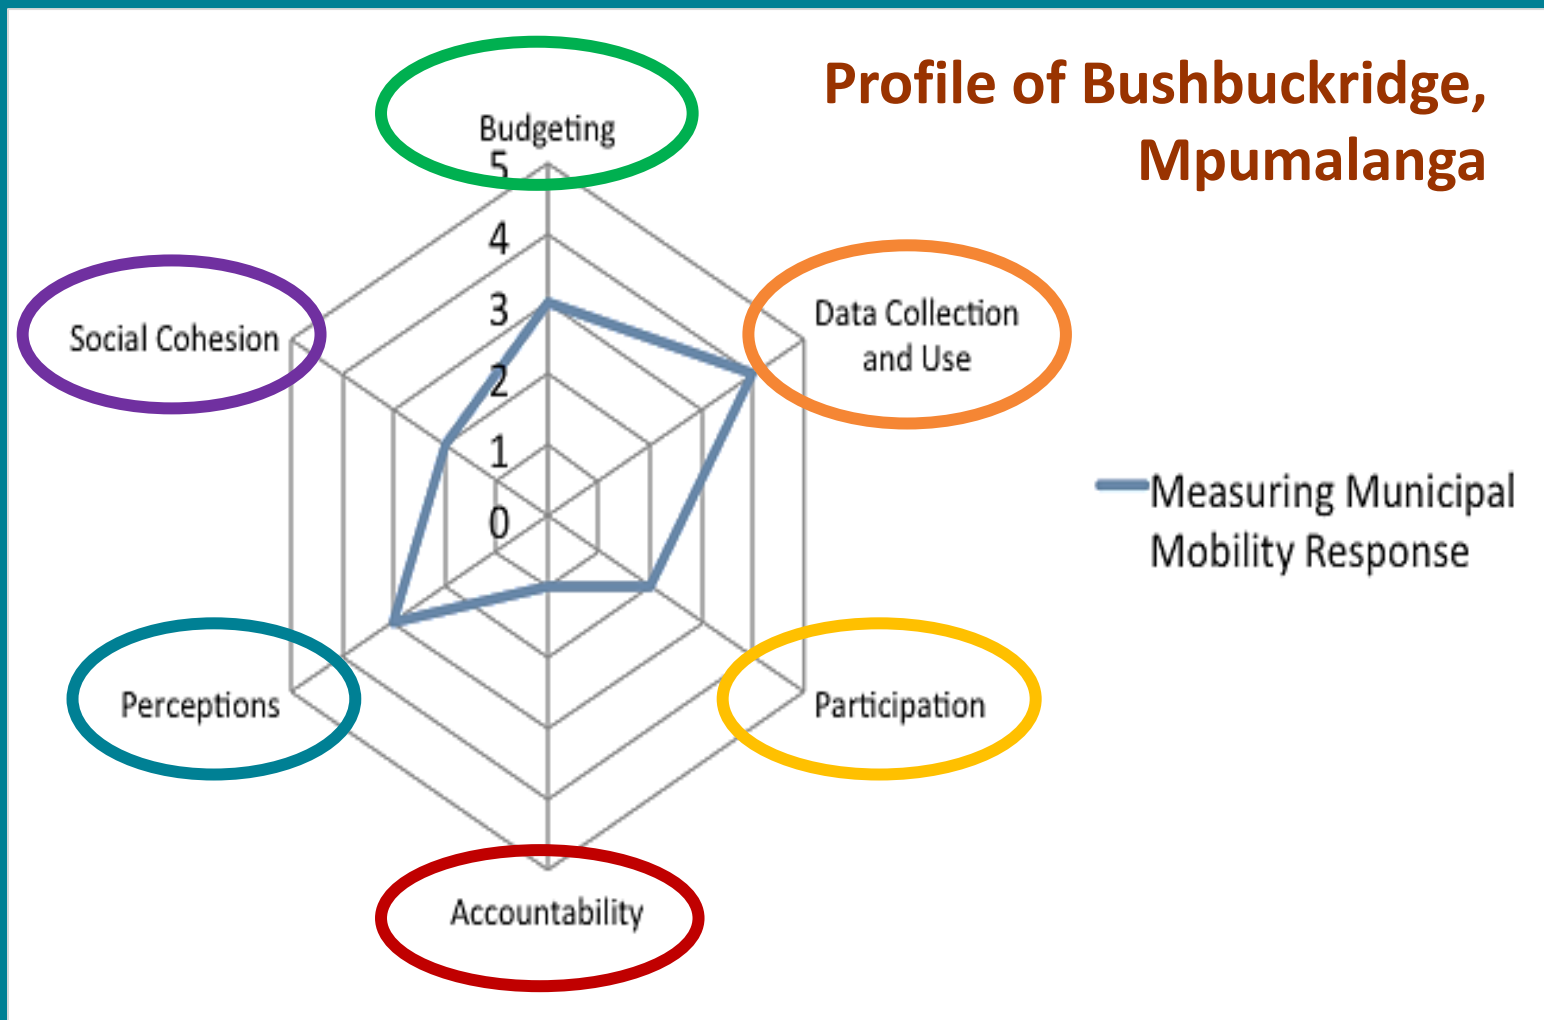 Profile of Bushbuckridge,
Mpumalanga
Budgeting
5
4
3
2
1
0
Social Cohesion
Data Collection
and Use
Measuring Municipal
Mobility Response
Perceptions
Participation
Accountability